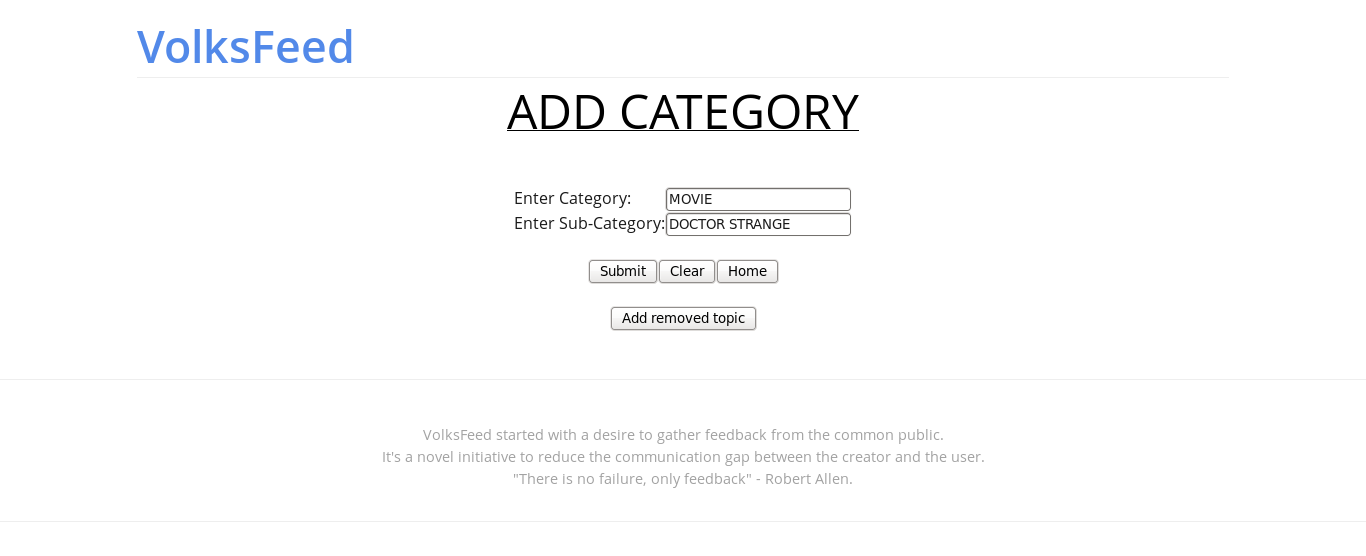 VolksFeed
ADD CATEGORY
Enter Category: MOVIE
Enter Sub-Category: DOCTOR STRANGE
Submit Clear Home
Add removed topic
VolksFeed started with a desire to gather feedback from the common public.
It's a novel initiative to reduce the communication gap between the creator and the user.
"There is no failure, only feedback" - Robert Allen.